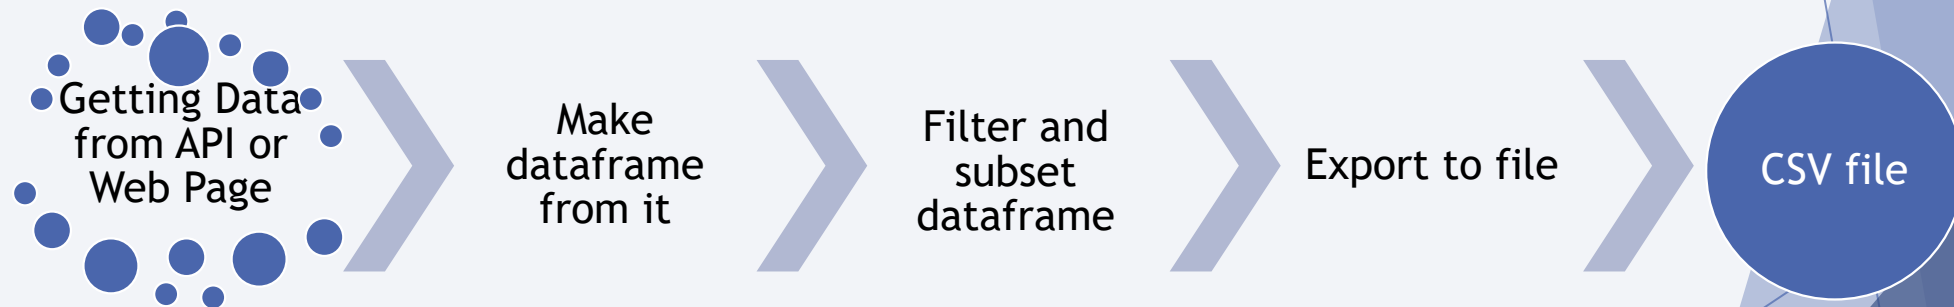 Getting Data
from API or
Web Page
Make
dataframe
from it
Filter and
subset
dataframe
Export to file
CSV file